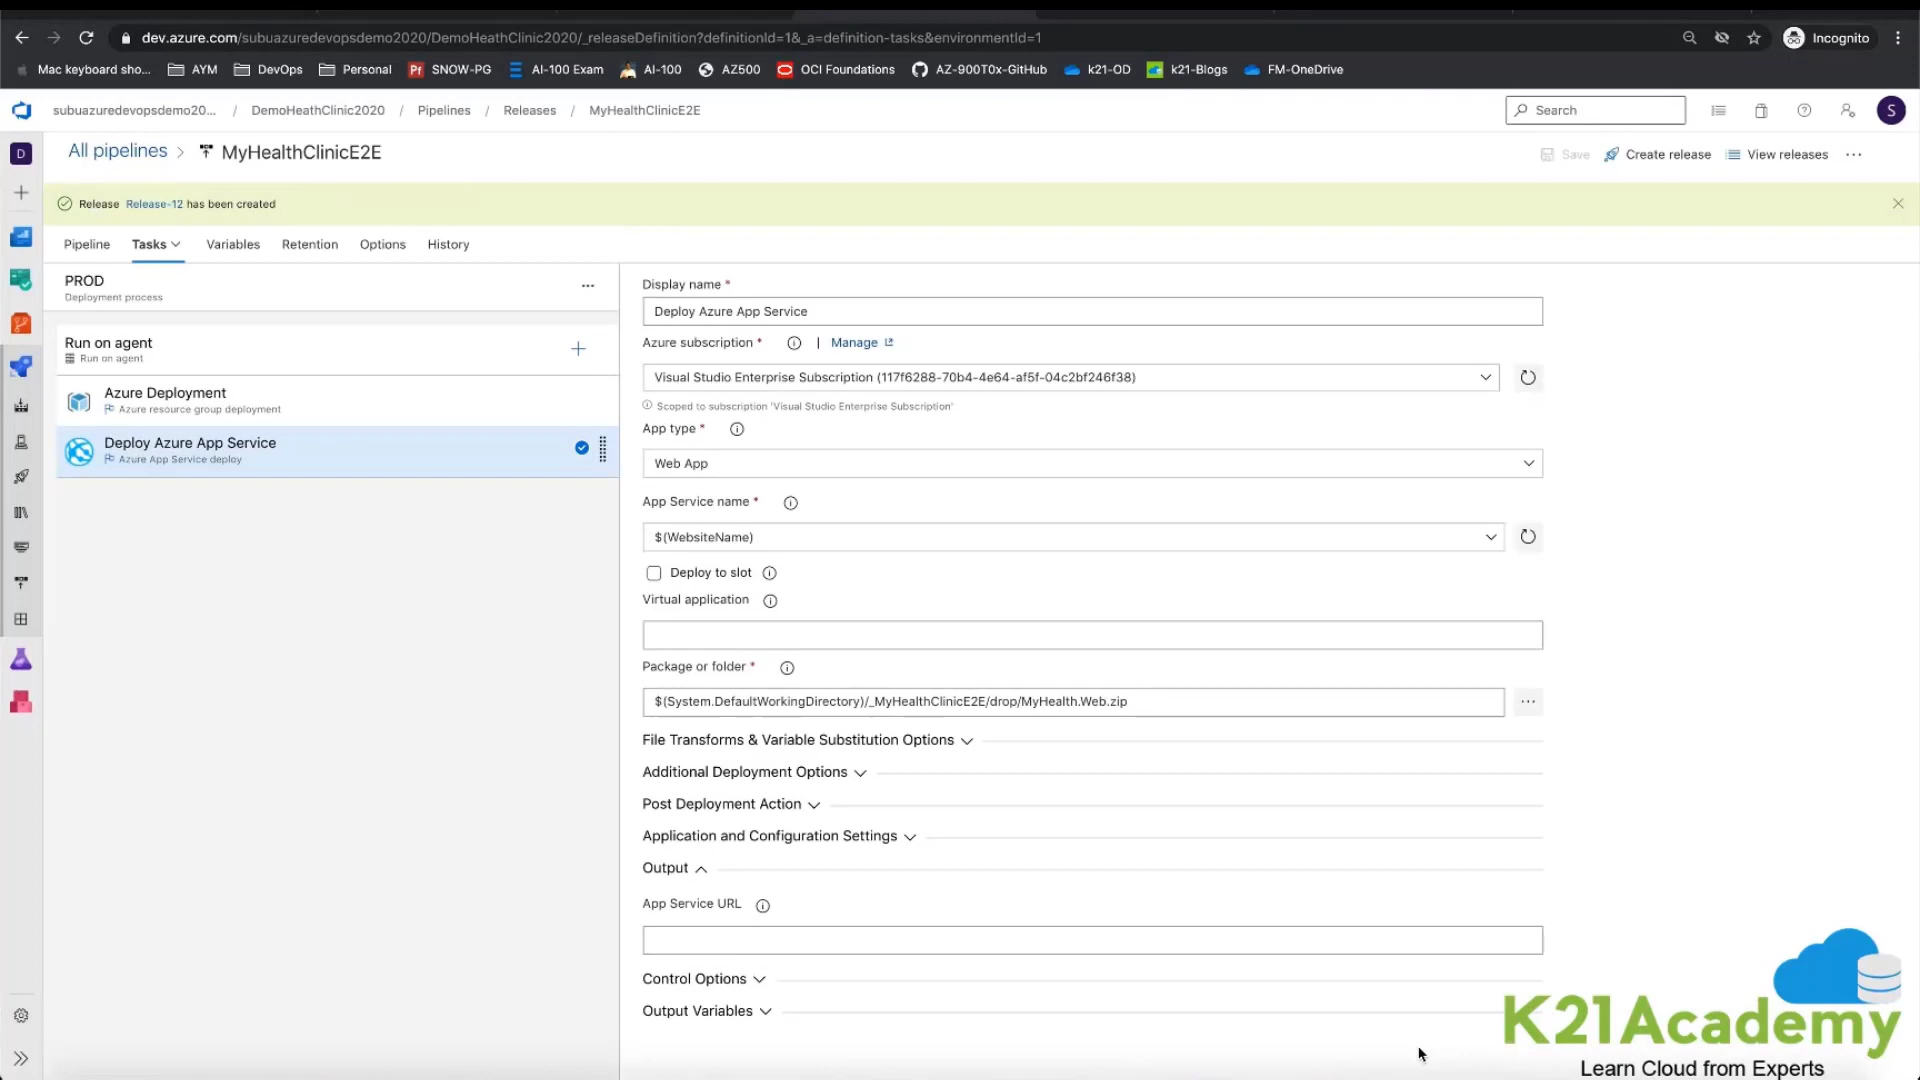 dev.azure.com/subuazuredevopsdemo2020/DemoHeathClinic2020/_releaseDefinition?definitionId=1&_a=definition-tasks&environmentId=1
Incognito
Mac keyboard sho... AYM DevOps Personal Pf SNOW-PG AI-100 Exam AI-100 AZ500 OCI Foundations AZ-900T0x-GitHub k21-OD k21-Blogs FM-OneDrive
subuazuredevopsdemo20... / DemoHeathClinic2020 / Pipelines / Releases / MyHealthClinicE2E
Search
S
D
All pipelines > MyHealthClinicE2E
Save Create release View releases ...
Release Release-12 has been created
Pipeline Tasks Variables Retention Options History
PROD
Deployment process
Run on agent
Run on agent
Azure Deployment
Azure resource group deployment
Deploy Azure App Service
Azure App Service deploy
Display name *
Deploy Azure App Service
Azure subscription * | Manage
Visual Studio Enterprise Subscription (117f6288-70b4-4e64-af5f-04c2bf246f38)
Scoped to subscription 'Visual Studio Enterprise Subscription'
App type *
Web App
App Service name *
$(WebsiteName)
Deploy to slot
Virtual application
Package or folder *
$(System.DefaultWorkingDirectory)/_MyHealthClinicE2E/drop/MyHealth.Web.zip
File Transforms & Variable Substitution Options
Additional Deployment Options
Post Deployment Action
Application and Configuration Settings
Output
App Service URL
Control Options
Output Variables
K21Academy
Learn Cloud from Experts